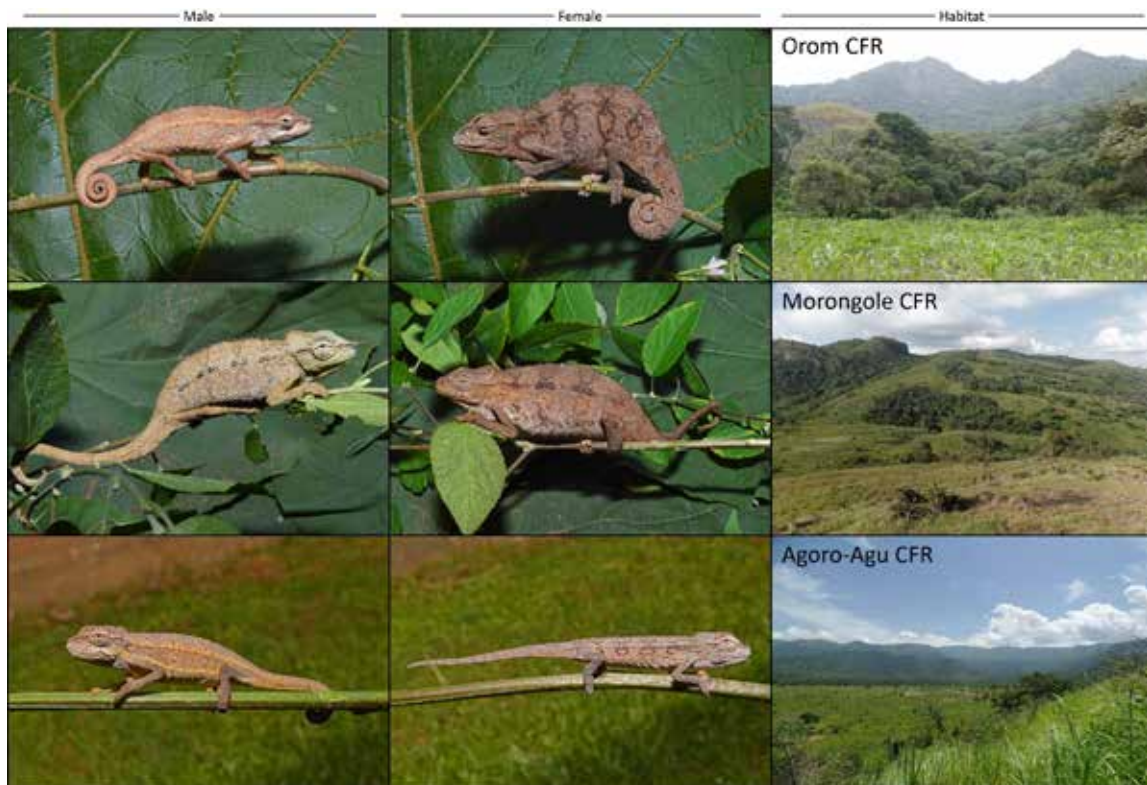 Male
Female
Habitat
Orom CFR
Morongole CFR
Agoro-Agu CFR